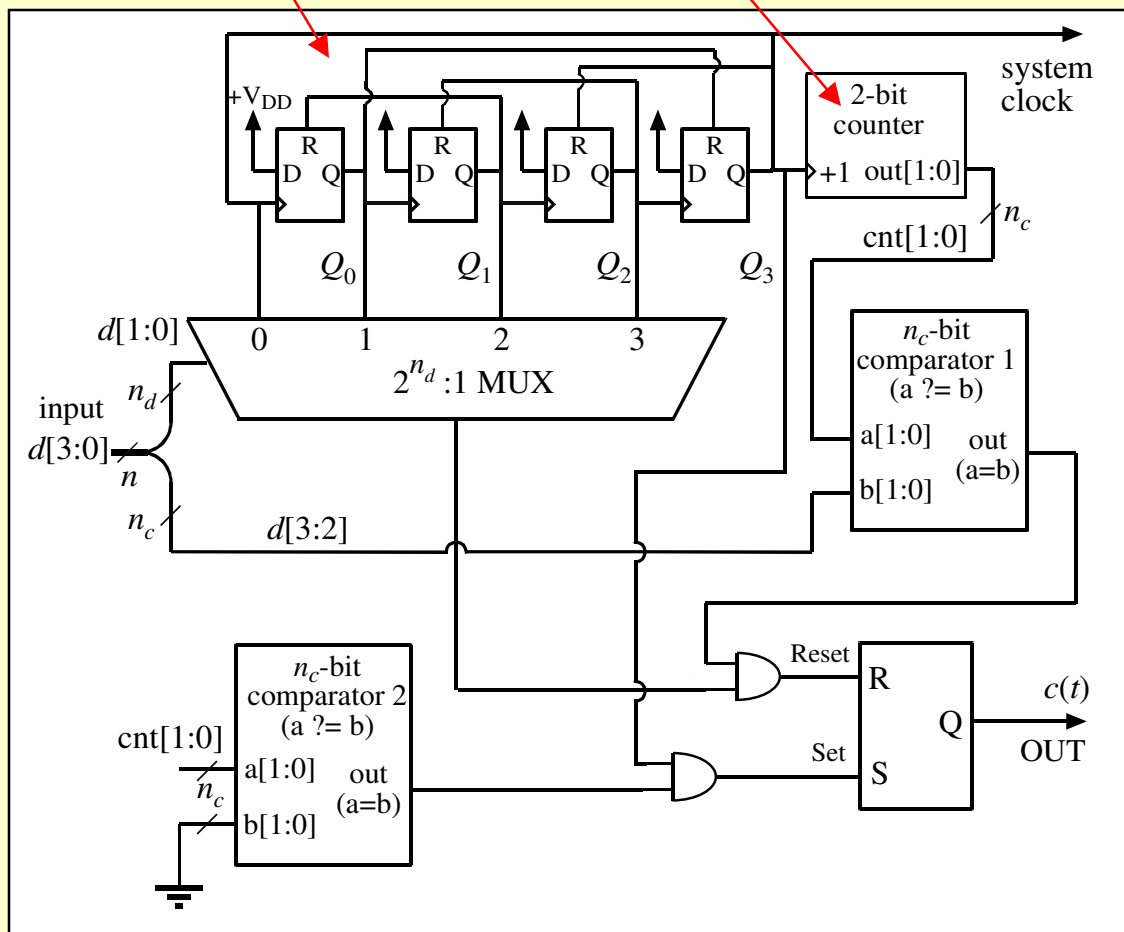 system
clock
+V_DD
2-bit
counter
+1 out[1:0]
R
D Q
R
D Q
R
D Q
R
D Q
n_c
cnt[1:0]
Q_0
Q_1
Q_2
Q_3
d[1:0]
0 1 2 3
2^{n_d} :1 MUX
n_d
input
d[3:0]
n
n_c
d[3:2]
n_c-bit
comparator 1
(a ?= b)
a[1:0]
out
(a=b)
b[1:0]
n_c-bit
comparator 2
(a ?= b)
cnt[1:0]
n_c
a[1:0]
out
(a=b)
b[1:0]
Reset
Set
R
Q
S
c(t)
OUT